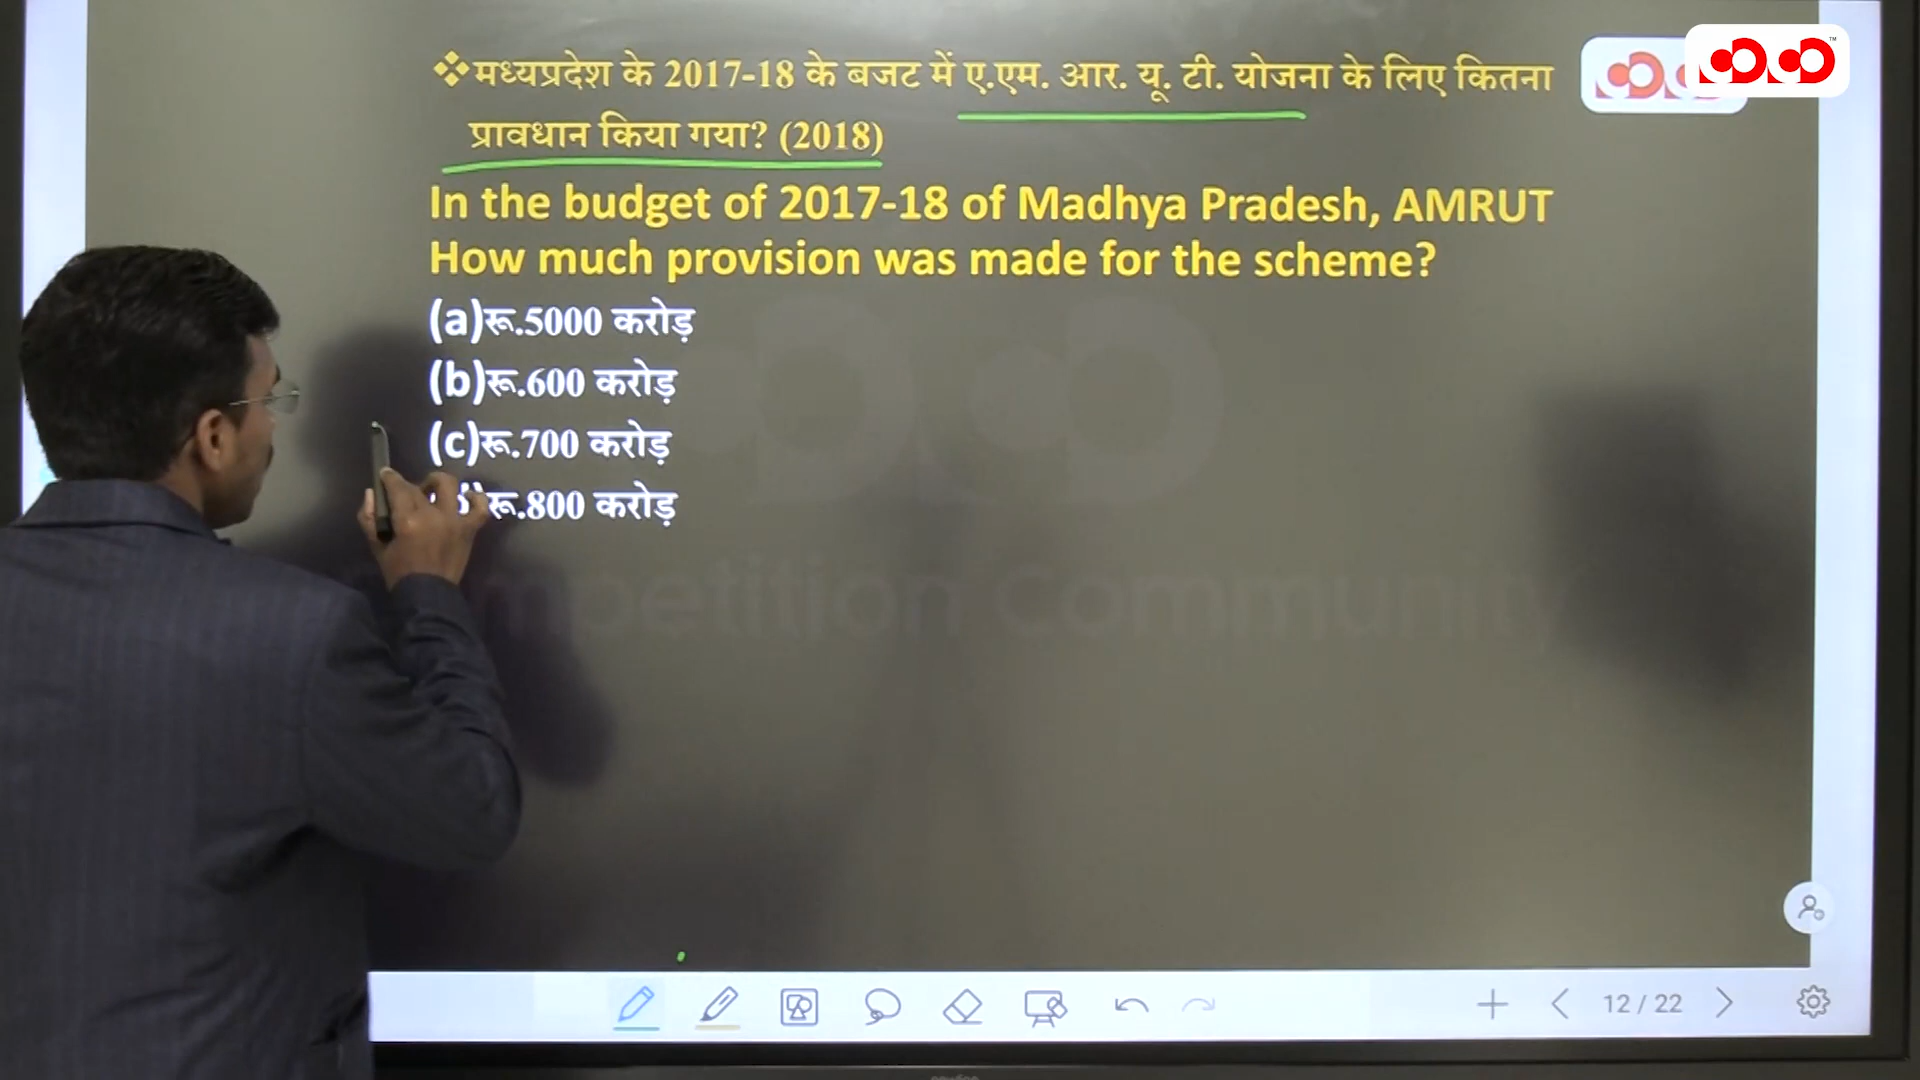 ❖मध्यप्रदेश के 2017-18 के बजट में ए.एम. आर. यू. टी. योजना के लिए कितना
प्रावधान किया गया? (2018)
In the budget of 2017-18 of Madhya Pradesh, AMRUT
How much provision was made for the scheme?
(a)रू.5000 करोड़
(b)रू.600 करोड़
(c)रू.700 करोड़
रू.800 करोड़
Competition Community
12 / 22